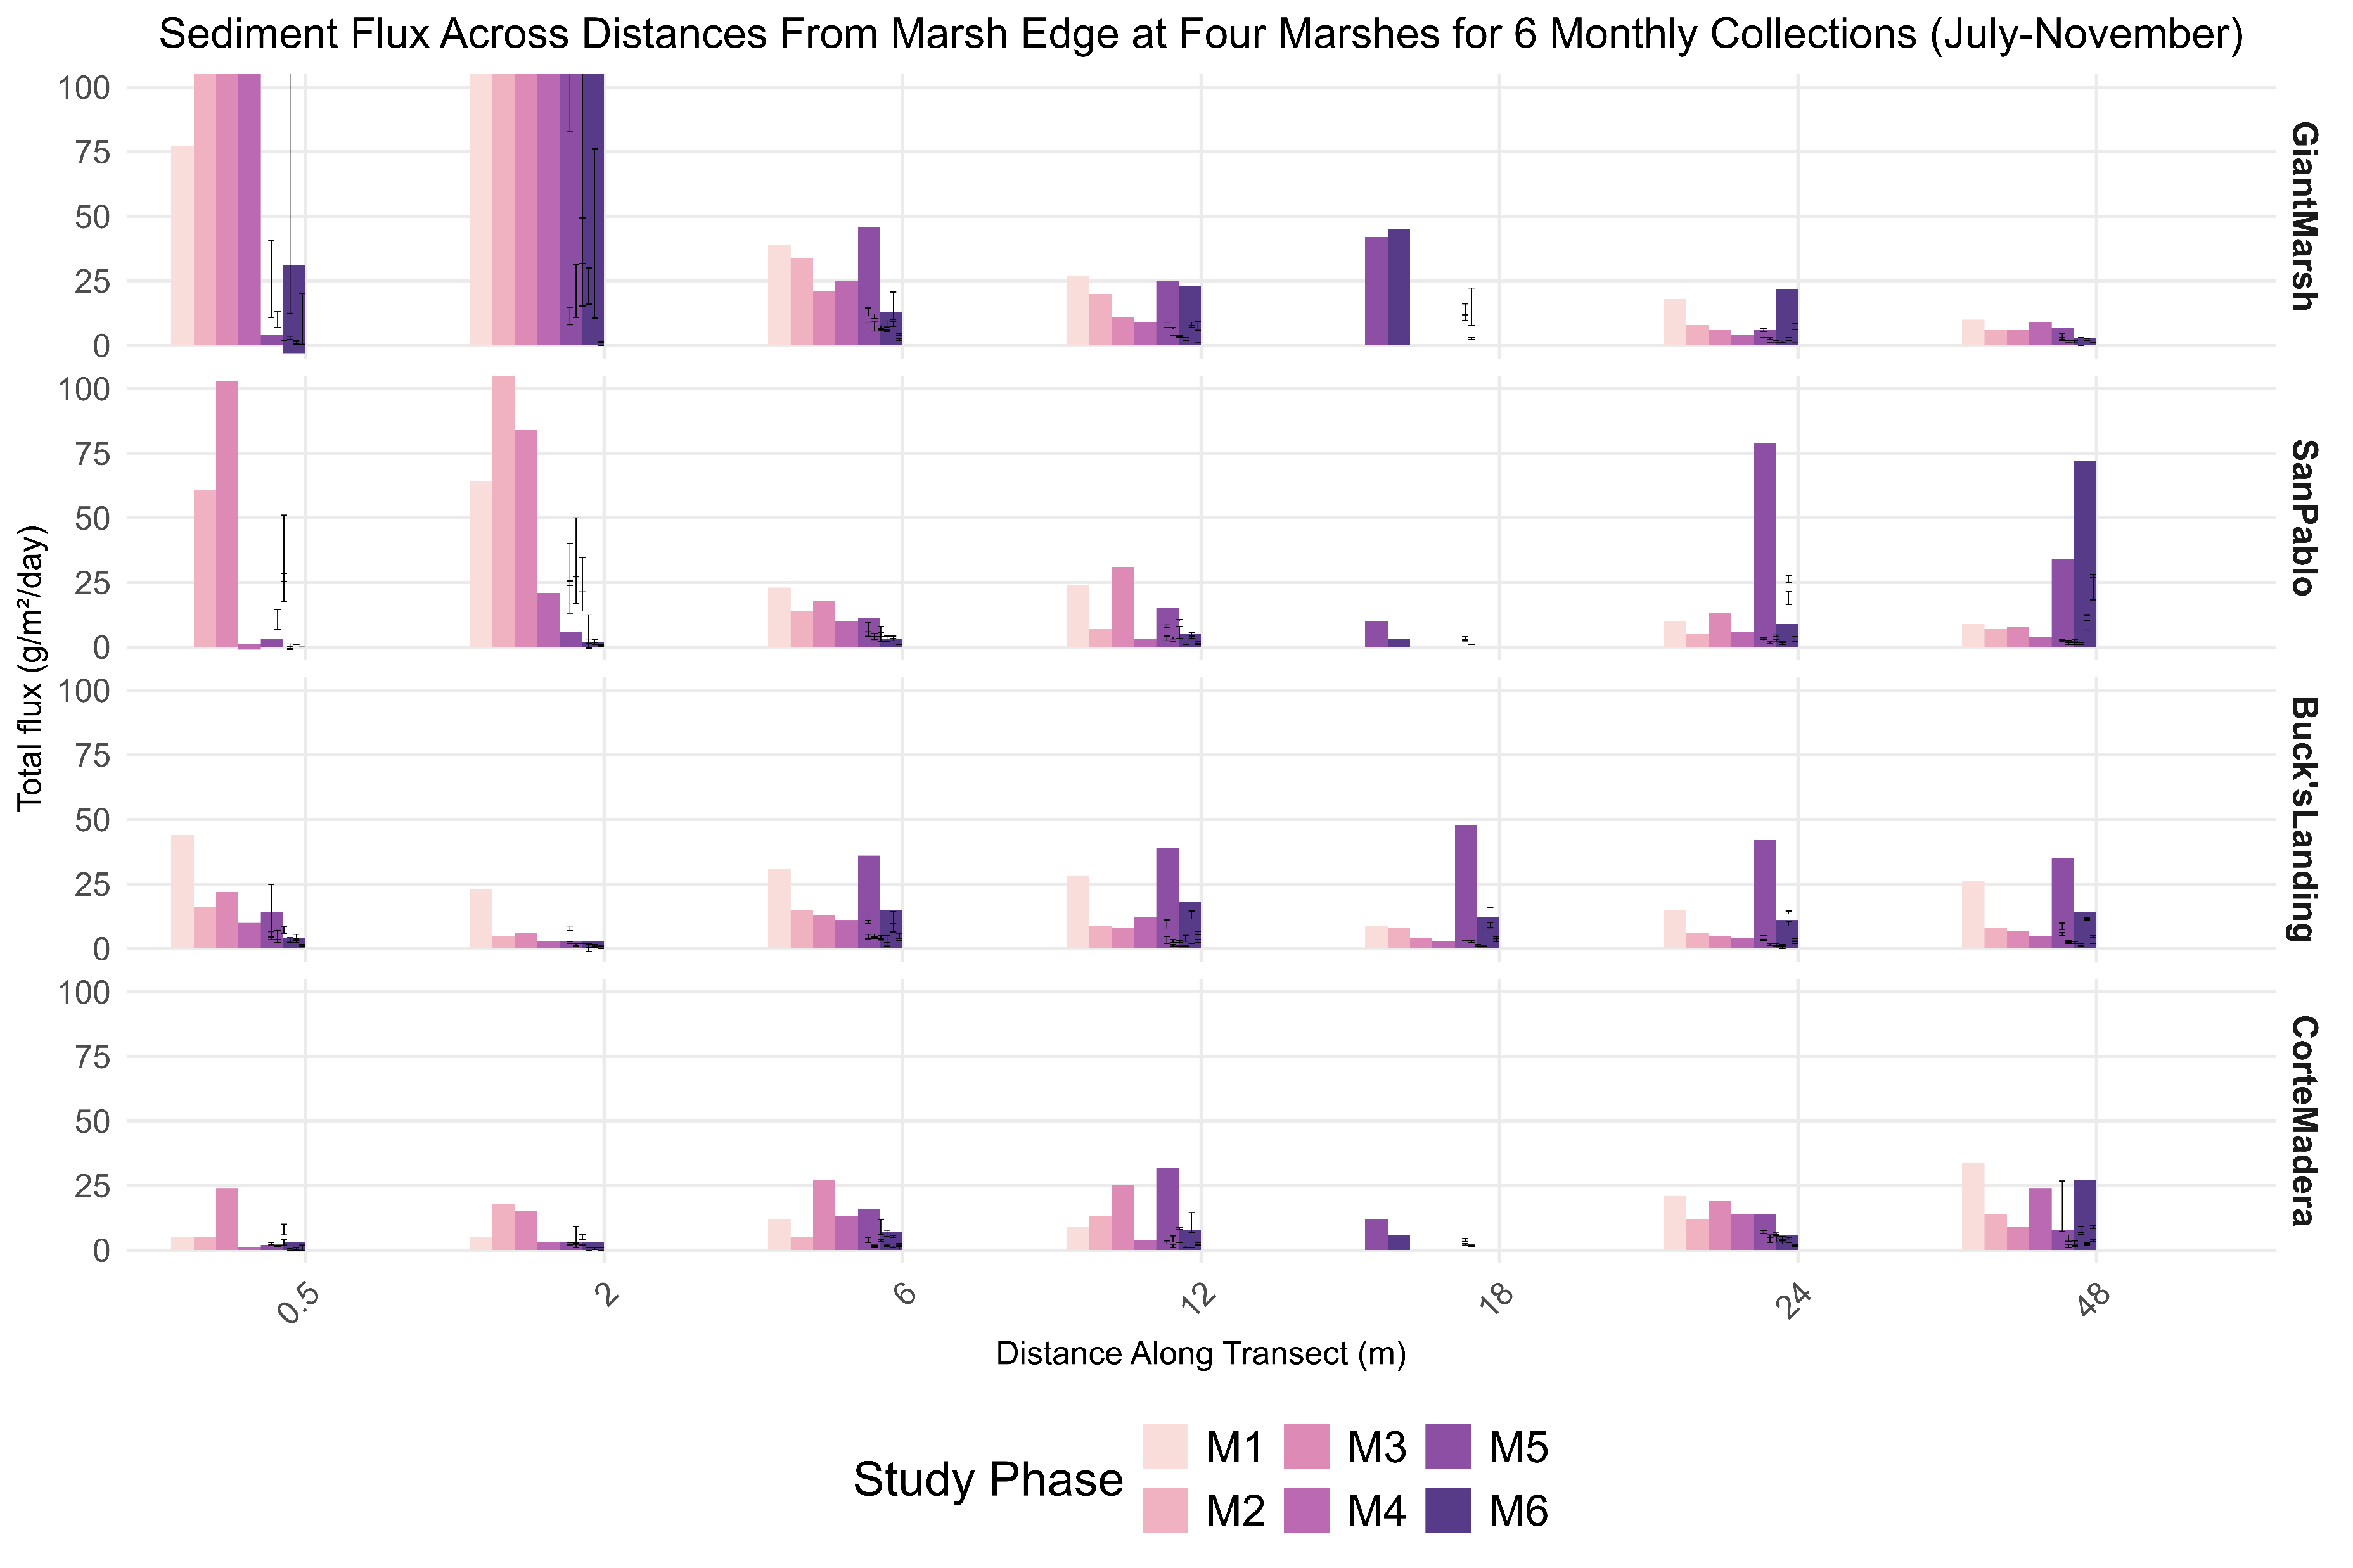 Sediment Flux Across Distances From Marsh Edge at Four Marshes for 6 Monthly Collections (July-November)
Total flux (g/m²/day)
100
75
50
25
0
GiantMarsh
100
75
50
25
0
SanPablo
100
75
50
25
0
Buck'sLanding
100
75
50
25
0
CorteMadera
0.5
2
6
12
18
24
48
Distance Along Transect (m)
Study Phase
M1
M3
M5
M2
M4
M6